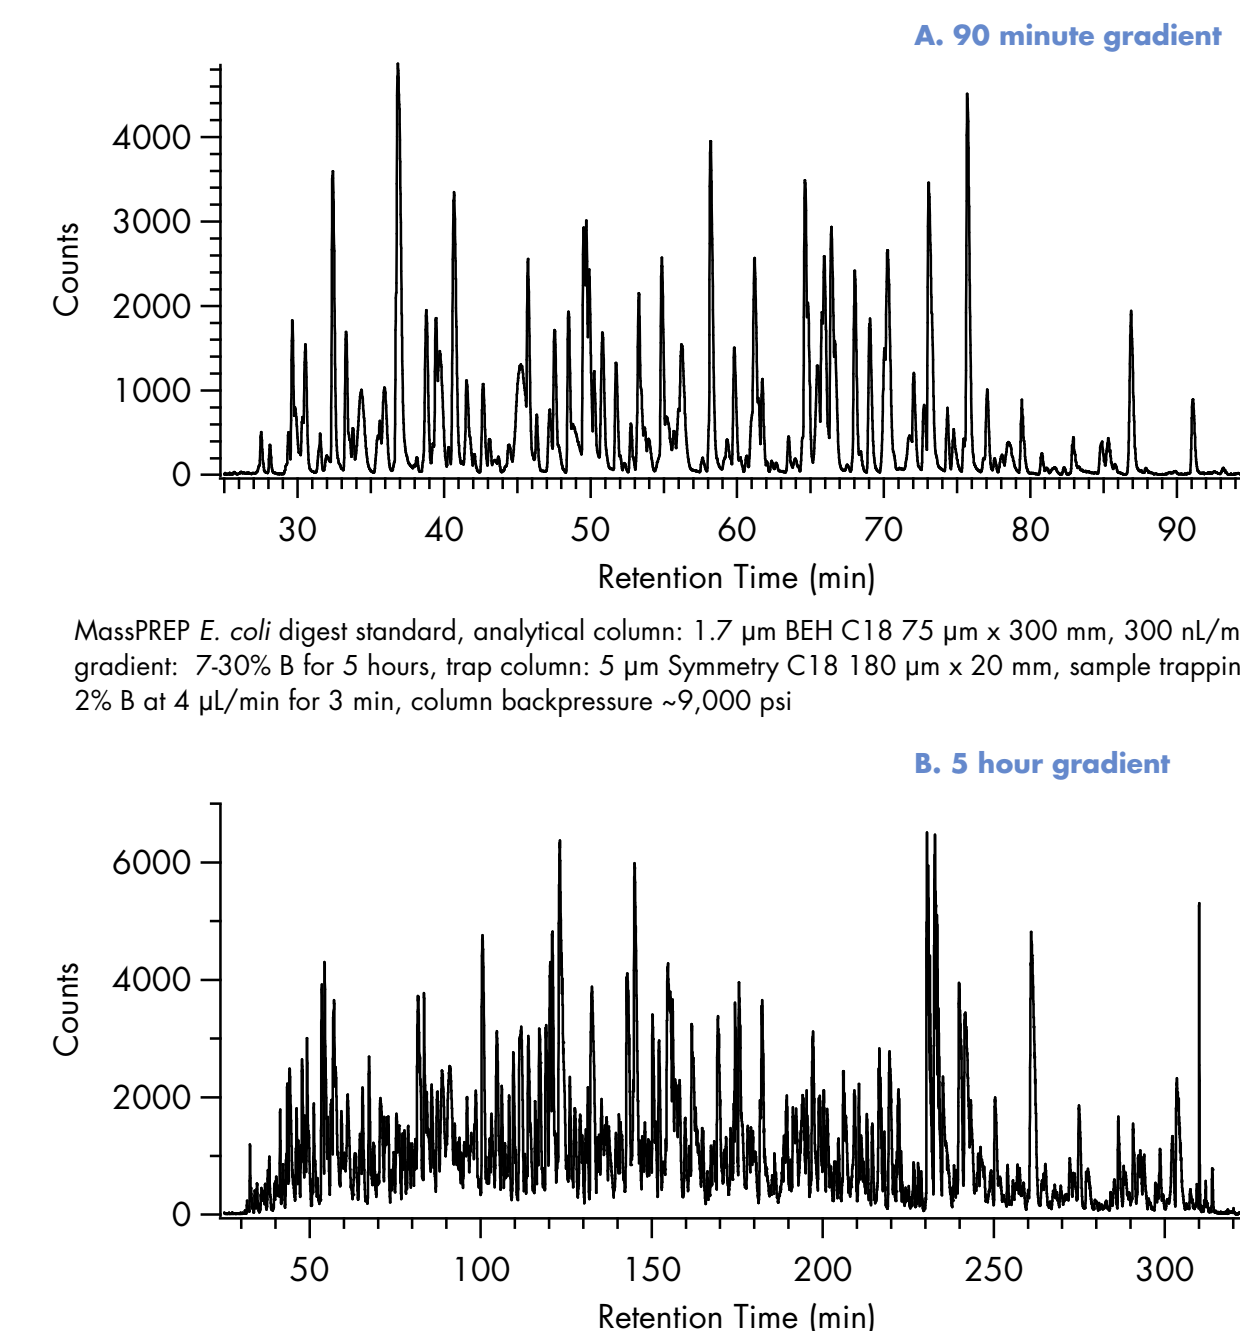 A. 90 minute gradient
4000
3000
2000
1000
0
Counts
30 40 50 60 70 80 90
Retention Time (min)
MassPREP E. coli digest standard, analytical column: 1.7 µm BEH C18 75 µm x 300 mm, 300 nL/m
gradient: 7-30% B for 5 hours, trap column: 5 µm Symmetry C18 180 µm x 20 mm, sample trappin
2% B at 4 µL/min for 3 min, column backpressure ~9,000 psi
B. 5 hour gradient
6000
4000
2000
0
Counts
50 100 150 200 250 300
Retention Time (min)